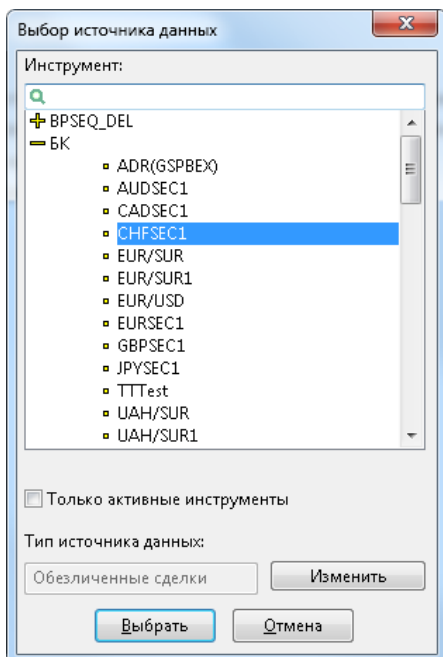 Выбор источника данных
Инструмент:
BPSEQ_DEL
БК
ADR(GSPBEX)
AUDSEC1
CADSEC1
CHFSEC1
EUR/SUR
EUR/SUR1
EUR/USD
EURSEC1
GBPSEC1
JPYSEC1
TTTest
UAH/SUR
UAH/SUR1
Только активные инструменты
Тип источника данных:
Обезличенные сделки
Изменить
Выбрать
Отмена